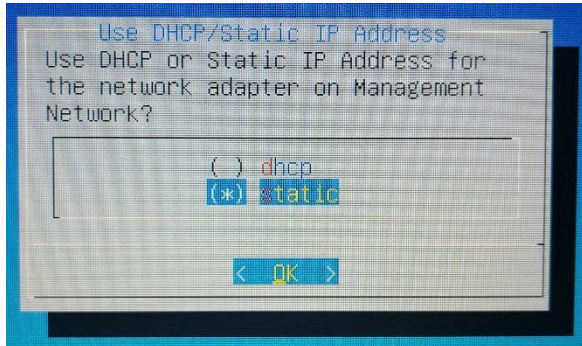 Use DHCP/Static IP Address
Use DHCP or Static IP Address for
the network adapter on Management
Network?
( ) dhcp
(*) static
< OK >